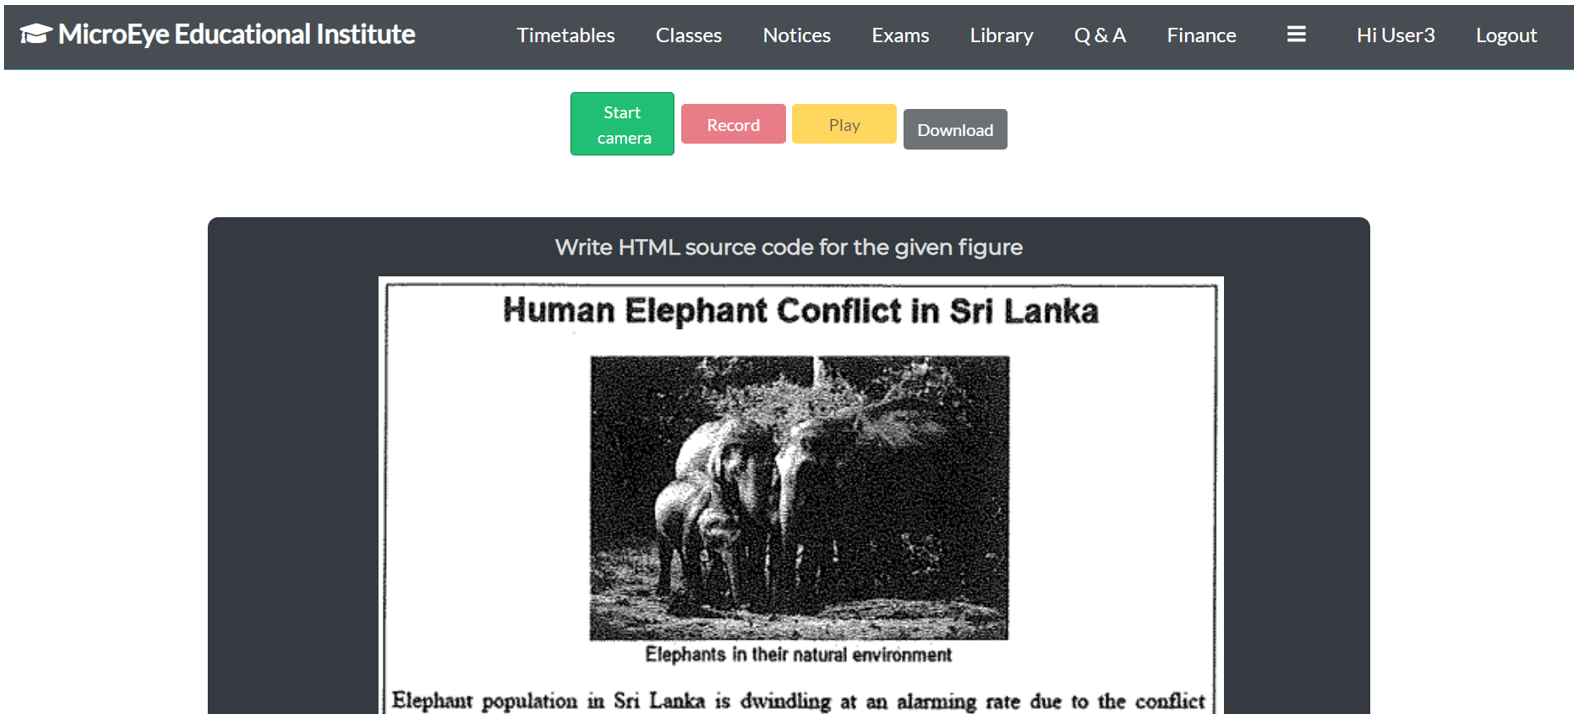 MicroEye Educational Institute Timetables Classes Notices Exams Library Q & A Finance Hi User3 Logout
Start camera Record Play Download
Write HTML source code for the given figure
Human Elephant Conflict in Sri Lanka
Elephants in their natural environment
Elephant population in Sri Lanka is dwindling at an alarming rate due to the conflict